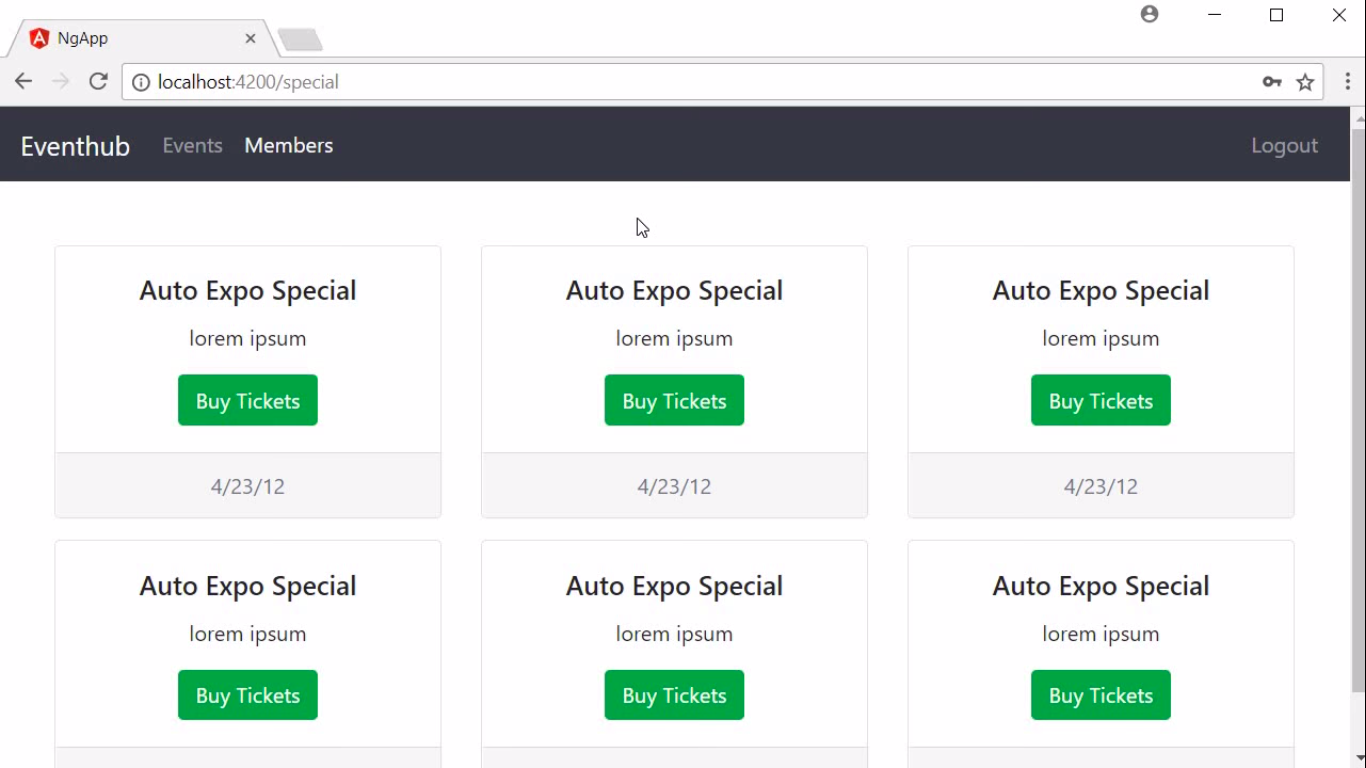 NgApp
localhost:4200/special
Eventhub Events Members Logout
Auto Expo Special Auto Expo Special Auto Expo Special
lorem ipsum lorem ipsum lorem ipsum
Buy Tickets Buy Tickets Buy Tickets
4/23/12 4/23/12 4/23/12
Auto Expo Special Auto Expo Special Auto Expo Special
lorem ipsum lorem ipsum lorem ipsum
Buy Tickets Buy Tickets Buy Tickets